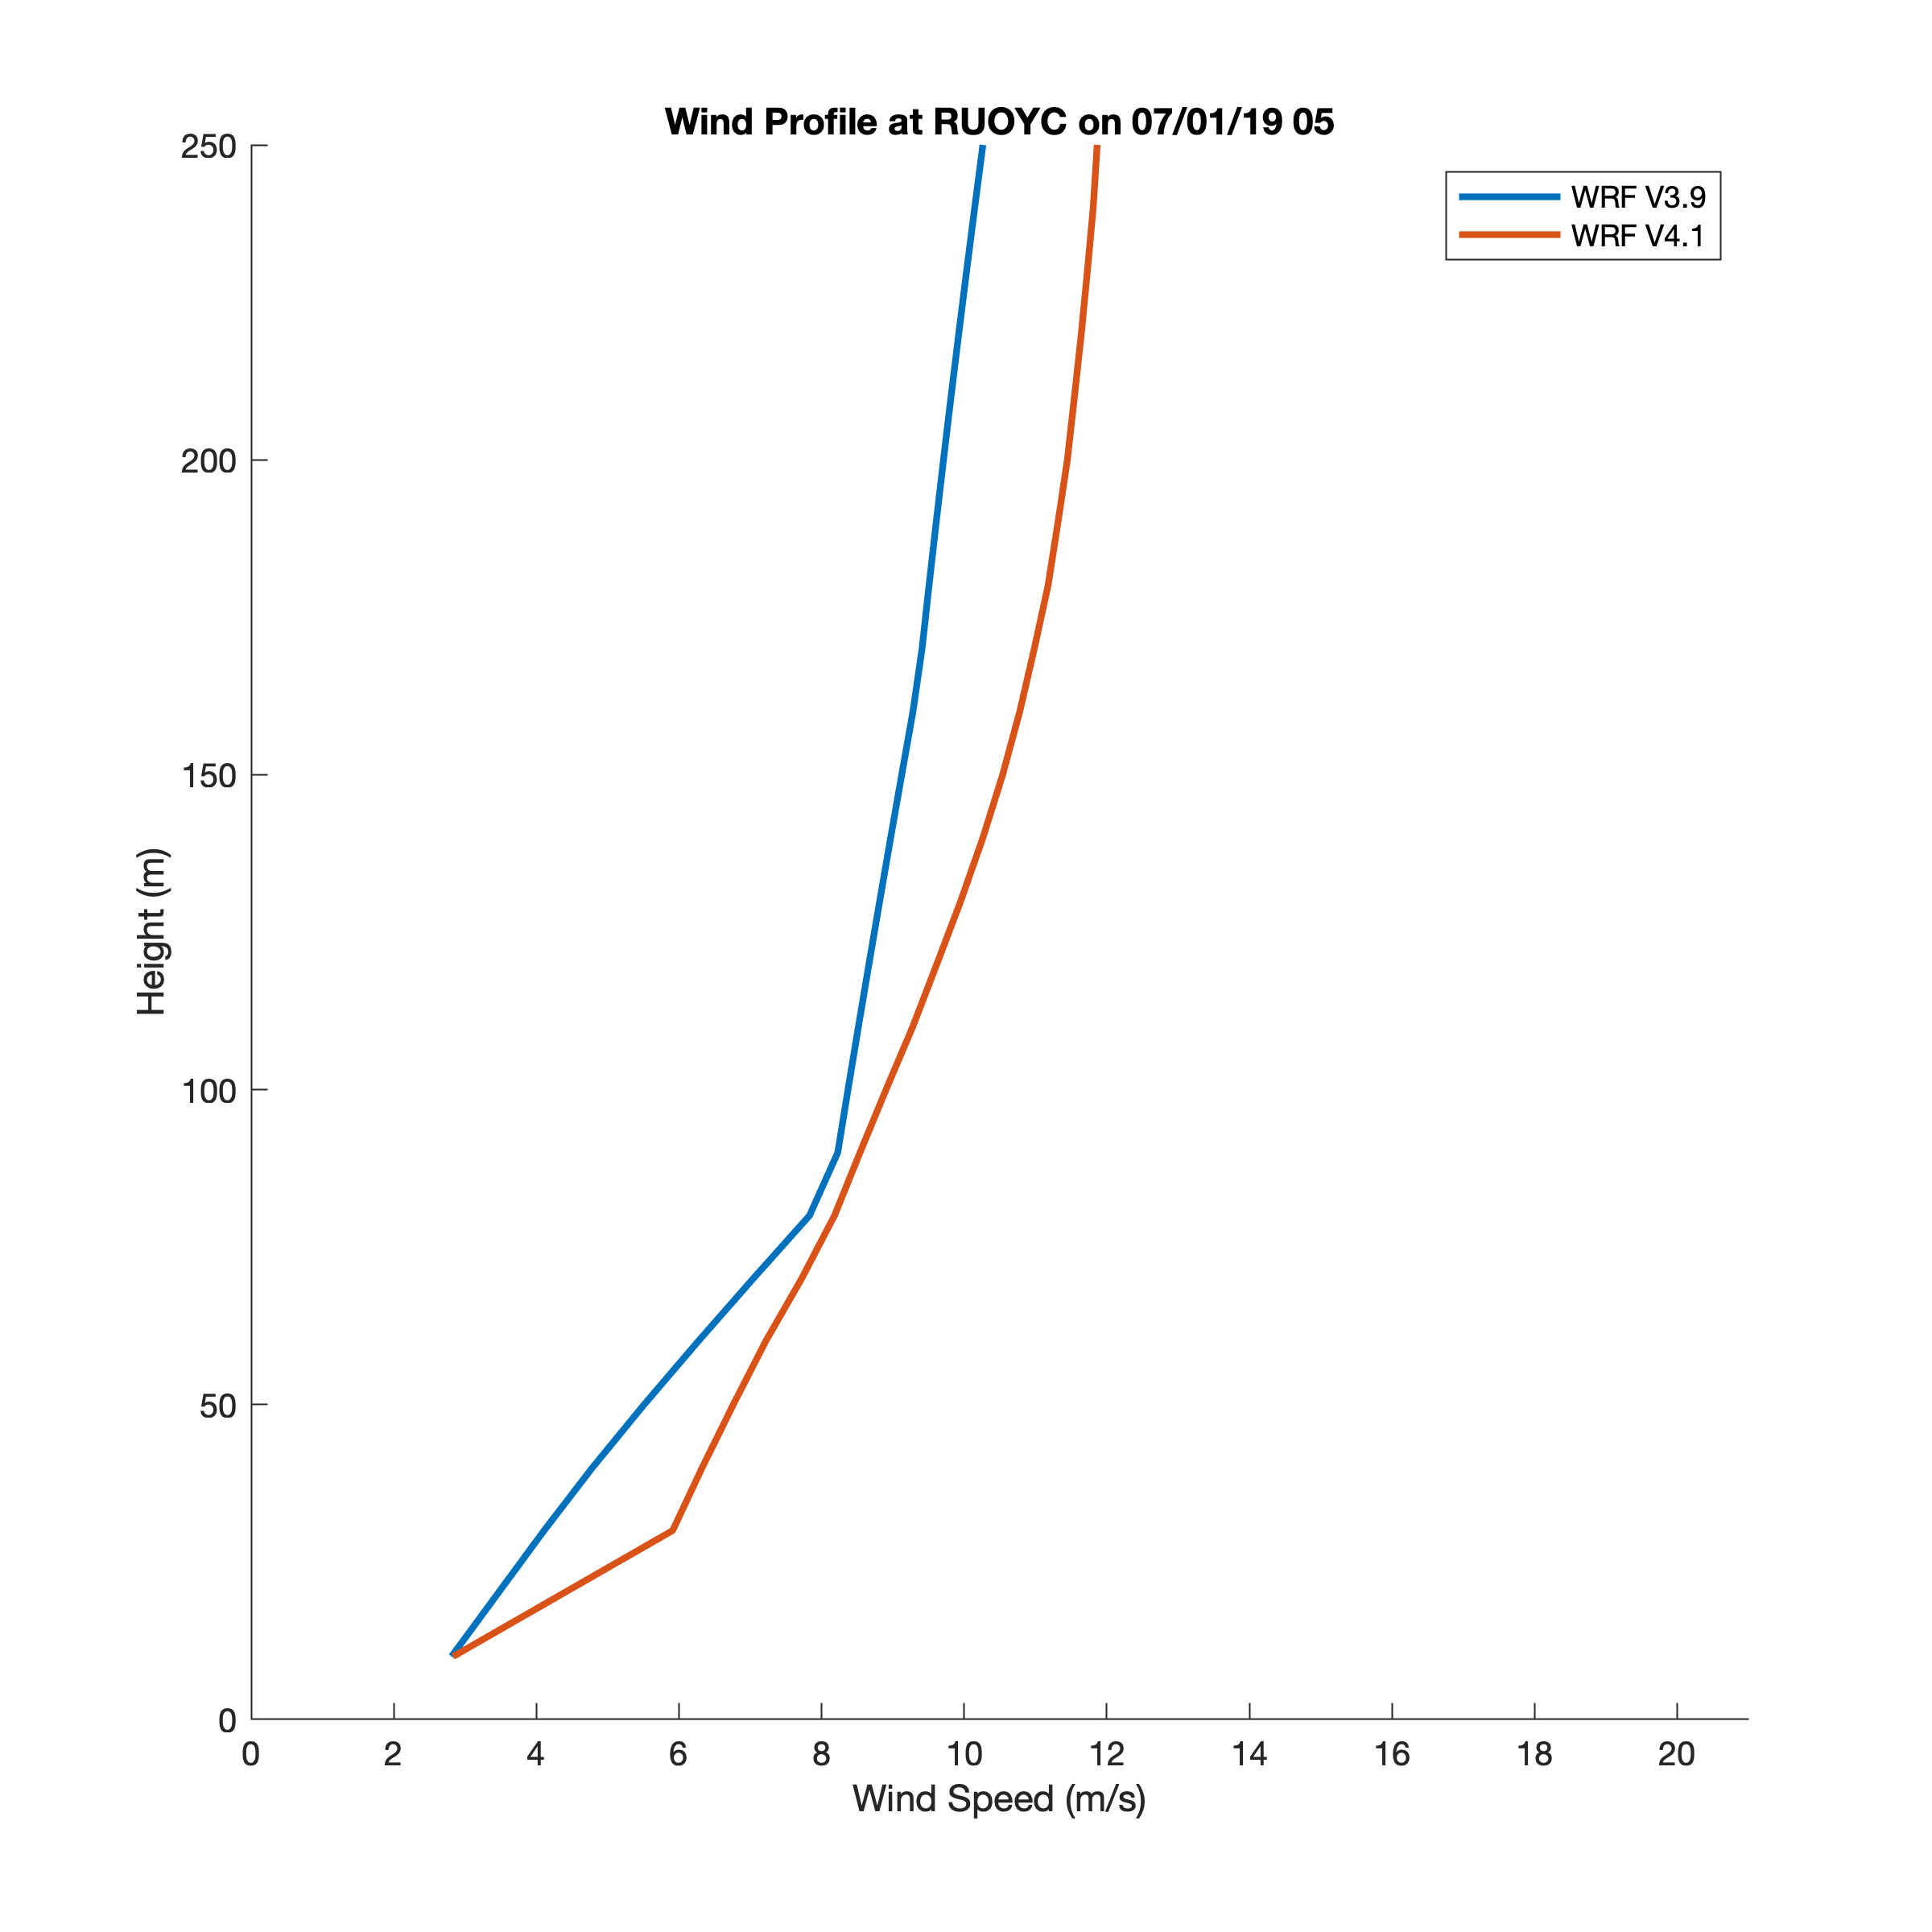 Wind Profile at RUOYC on 07/01/19 05
WRF V3.9
WRF V4.1
250
200
150
100
50
0
Height (m)
0 2 4 6 8 10 12 14 16 18 20
Wind Speed (m/s)